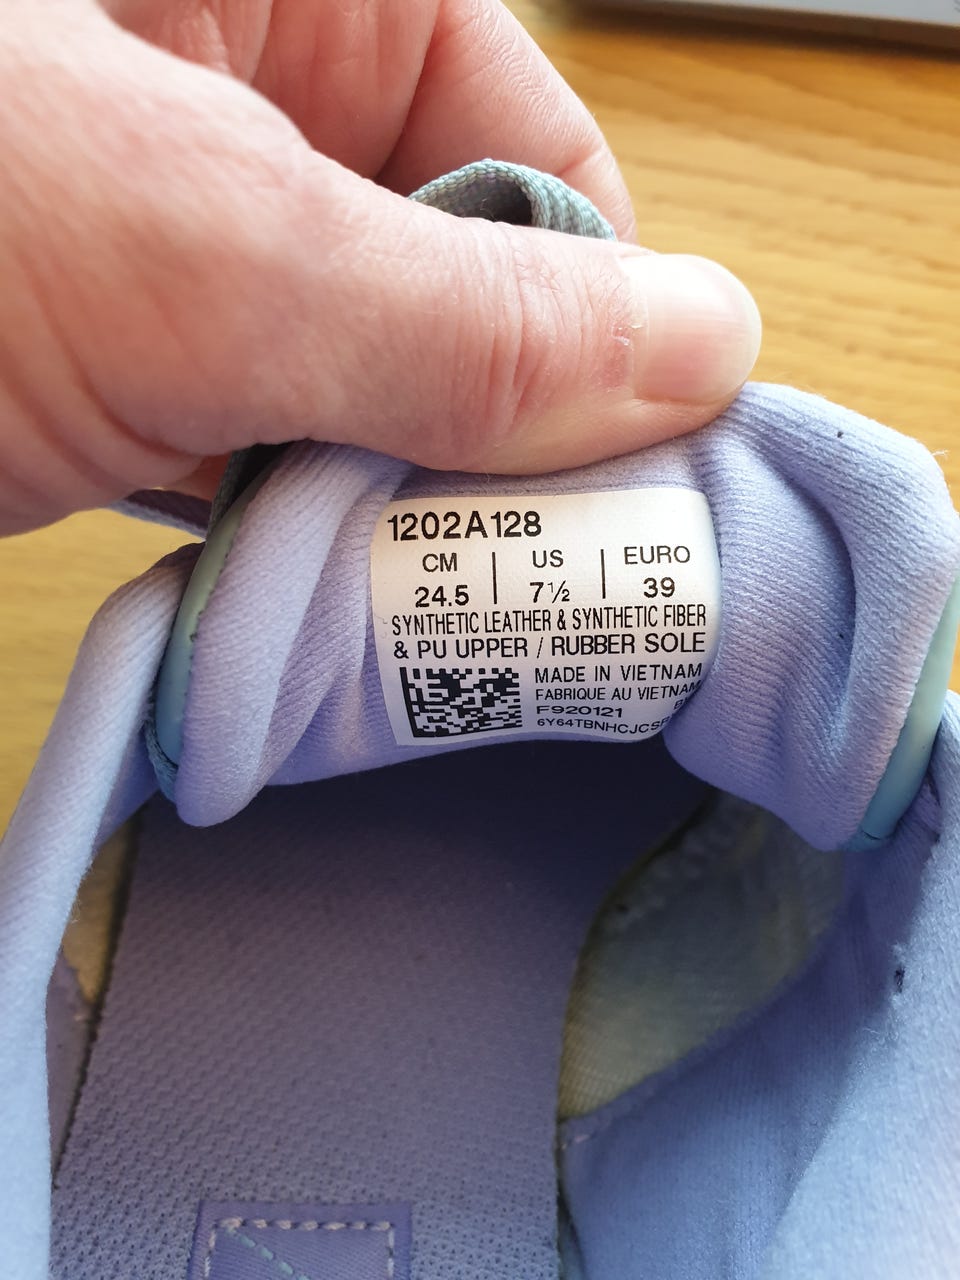 1202A128
CM | US | EURO
24.5 | 7½ | 39
SYNTHETIC LEATHER & SYNTHETIC FIBER
& PU UPPER / RUBBER SOLE
MADE IN VIETNAM
FABRIQUE AU VIETNAM
F920121